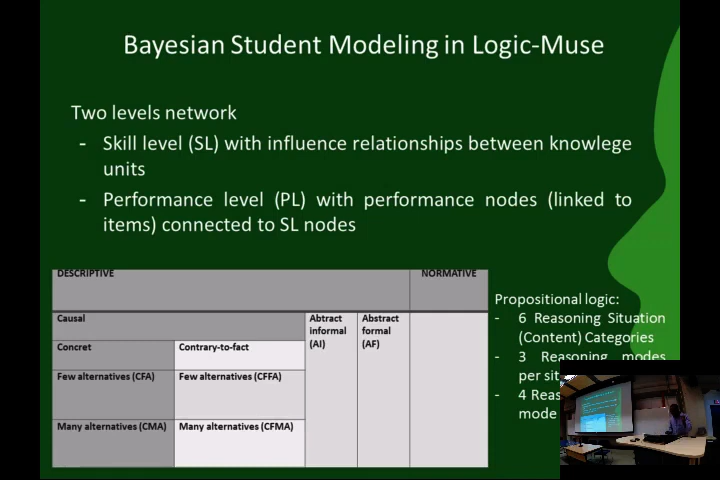 Bayesian Student Modeling in Logic-Muse
Two levels network
- Skill level (SL) with influence relationships between knowlege
units
- Performance level (PL) with performance nodes (linked to
items) connected to SL nodes
DESCRIPTIVE NORMATIVE
Causal
Abtract
informal
(AI)
Abstract
formal
(AF)
Concret
Contrary-to-fact
Few alternatives (CFA)
Few alternatives (CFFA)
Many alternatives (CMA)
Many alternatives (CFMA)
Propositional logic:
- 6 Reasoning Situation
(Content) Categories
- 3 Reasoning modes
per
- 4
mode